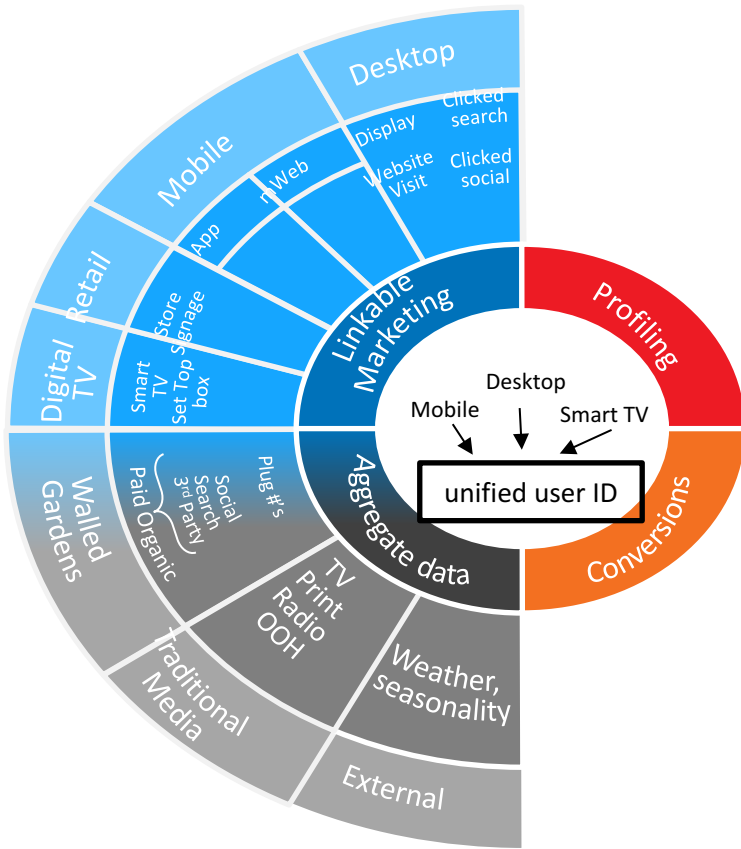 Desktop
Display
Clicked
search
Website
Visit
Clicked
social
Mobile
mWeb
App
Retail
Store
Signage
Digital
TV
Smart
TV
Set Top
box
Linkable
Marketing
Profiling
Desktop
Mobile
Smart TV
unified user ID
Conversions
Aggregate data
Walled
Gardens
Plug #'s
Social
Search
3rd Party
Paid Organic
Traditional
Media
TV
Print
Radio
OOH
External
Weather,
seasonality